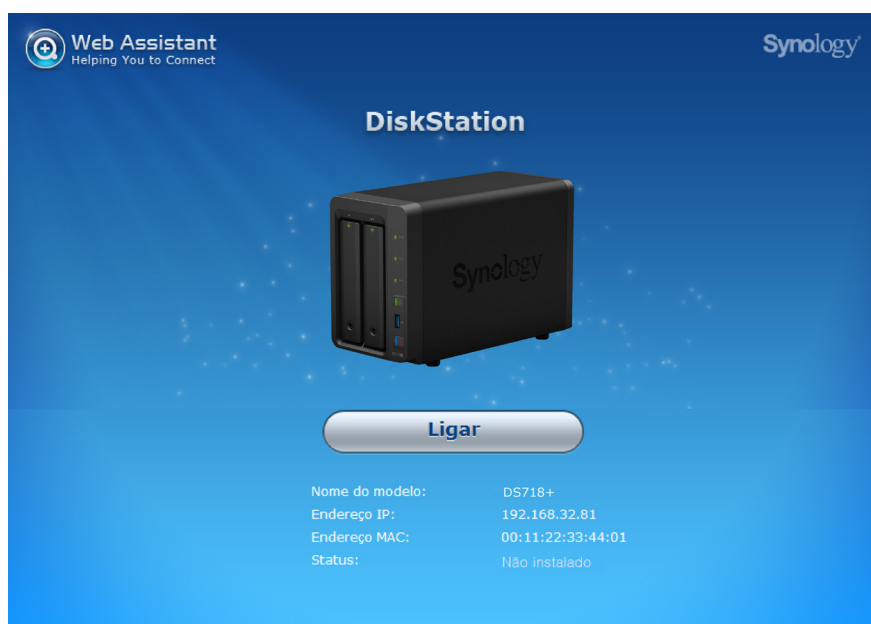 Web Assistant
Helping You to Connect
Synology
DiskStation
Synology
Ligar
Nome do modelo: DS718+
Endereço IP: 192.168.32.81
Endereço MAC: 00:11:22:33:44:01
Status: Não instalado